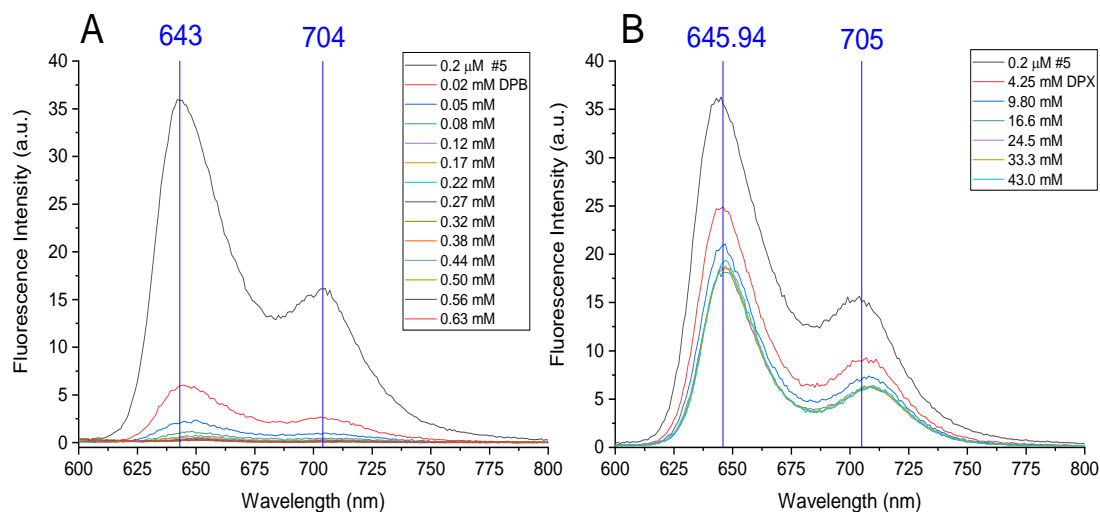 A
643
704
40
35
30
25
20
15
10
5
0
Fluorescence Intensity (a.u.)
600
625
650
675
700
725
750
775
800
Wavelength (nm)
0.2 μM #5
0.02 mM DPB
0.05 mM
0.08 mM
0.12 mM
0.17 mM
0.22 mM
0.27 mM
0.32 mM
0.38 mM
0.44 mM
0.50 mM
0.56 mM
0.63 mM
B
645.94
705
40
35
30
25
20
15
10
5
0
Fluorescence Intensity (a.u.)
600
625
650
675
700
725
750
775
800
Wavelength (nm)
0.2 μM #5
4.25 mM DPX
9.80 mM
16.6 mM
24.5 mM
33.3 mM
43.0 mM